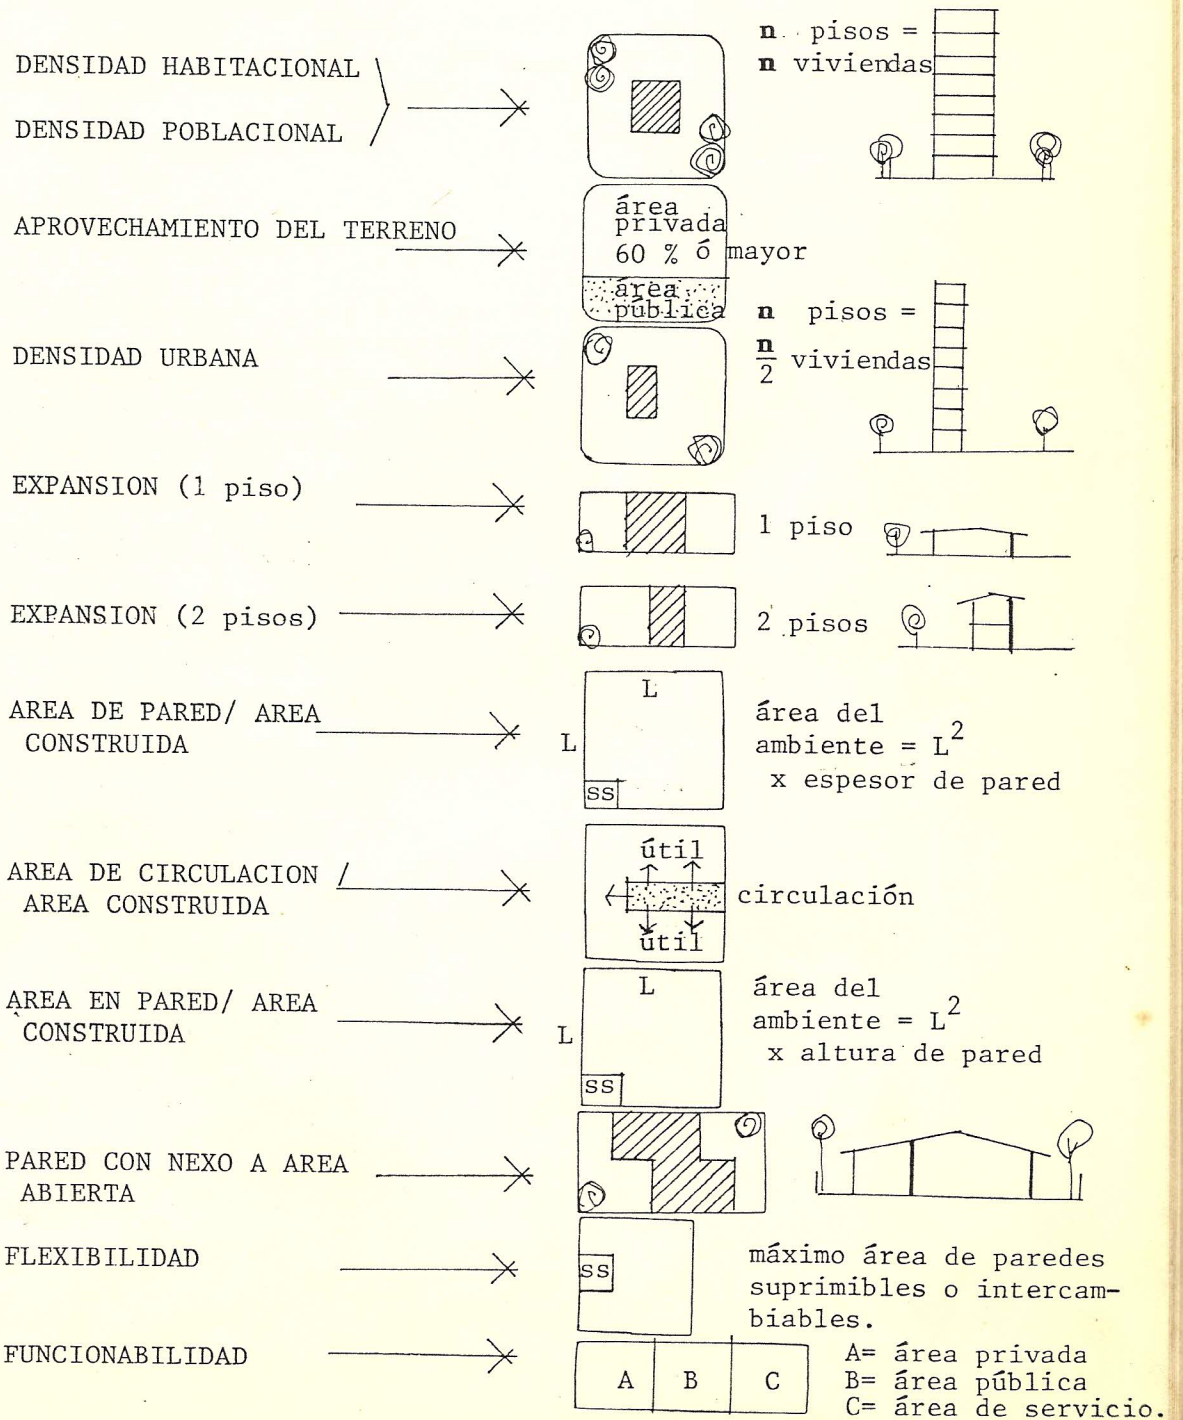 DENSIDAD HABITACIONAL
DENSIDAD POBLACIONAL
n pisos =
n viviendas
APROVECHAMIENTO DEL TERRENO
área
privada
60 % ó mayor
área
pública
DENSIDAD URBANA
n pisos =
n
2 viviendas
EXPANSION (1 piso)
1 piso
EXPANSION (2 pisos)
2 pisos
AREA DE PARED/ AREA
CONSTRUIDA
L
L
ss
área del
ambiente = L²
x espesor de pared
AREA DE CIRCULACION /
AREA CONSTRUIDA
útil
útil
circulación
AREA EN PARED/ AREA
CONSTRUIDA
L
L
ss
área del
ambiente = L²
x altura de pared
PARED CON NEXO A AREA
ABIERTA
FLEXIBILIDAD
ss
máximo área de paredes
suprimibles o intercam-
biables.
FUNCIONABILIDAD
A B C
A= área privada
B= área pública
C= área de servicio.